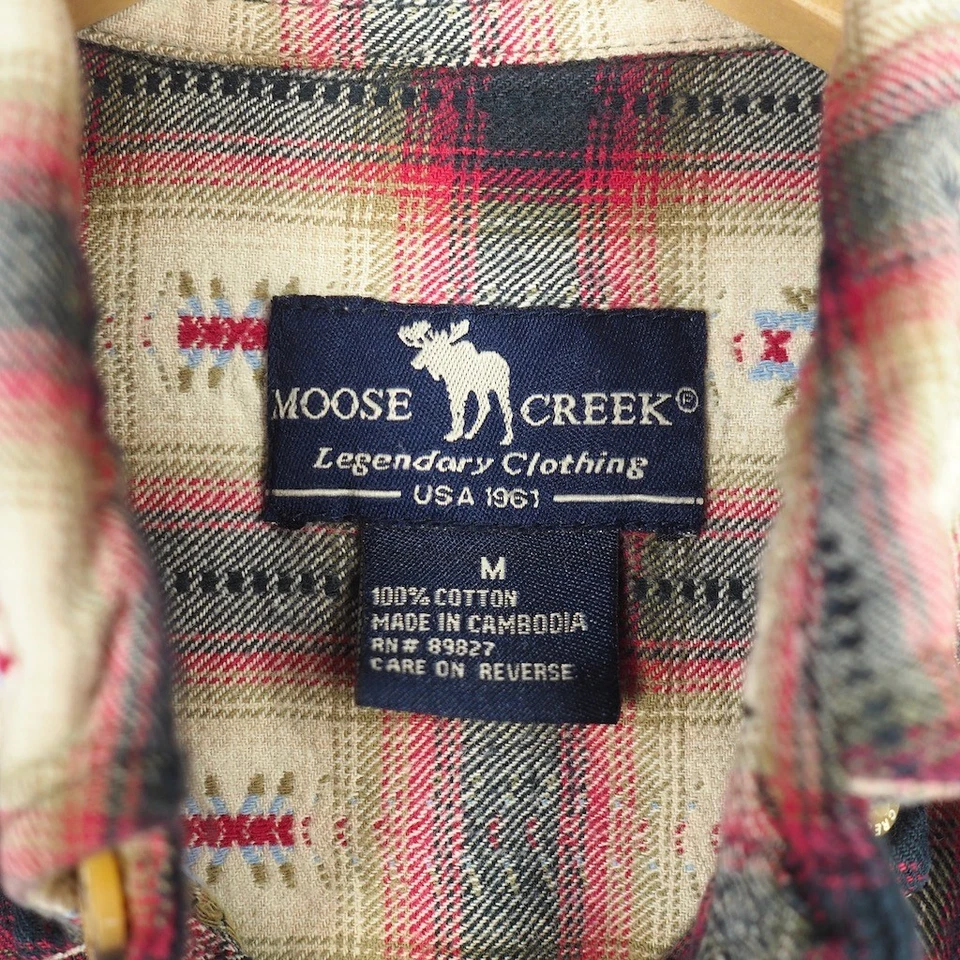 MOOSE CREEK®
Legendary Clothing
USA 1961
M
100% COTTON
MADE IN CAMBODIA
RN# 89827
CARE ON REVERSE